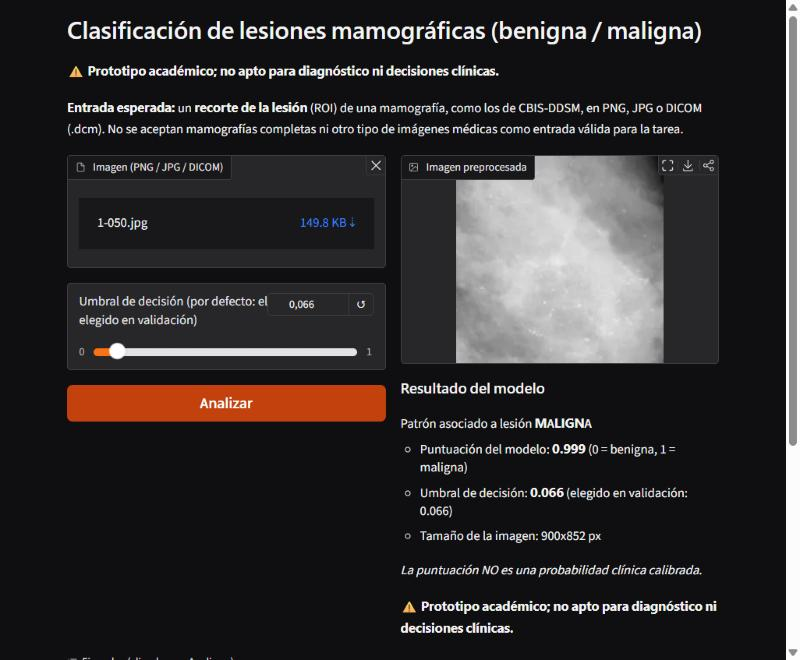 Clasificación de lesiones mamográficas (benigna / maligna)
⚠ Prototipo académico; no apto para diagnóstico ni decisiones clínicas.
Entrada esperada: un recorte de la lesión (ROI) de una mamografía, como los de CBIS-DDSM, en PNG, JPG o DICOM
(.dcm). No se aceptan mamografías completas ni otro tipo de imágenes médicas como entrada válida para la tarea.
Imagen (PNG / JPG / DICOM)
1-050.jpg
149.8 KB ↓
Umbral de decisión (por defecto: el
elegido en validación)
0,066
0
1
Analizar
Imagen preprocesada
Resultado del modelo
Patrón asociado a lesión MALIGNA
Puntuación del modelo: 0.999 (0 = benigna, 1 =
maligna)
Umbral de decisión: 0.066 (elegido en validación:
0.066)
Tamaño de la imagen: 900x852 px
La puntuación NO es una probabilidad clínica calibrada.
⚠ Prototipo académico; no apto para diagnóstico ni
decisiones clínicas.